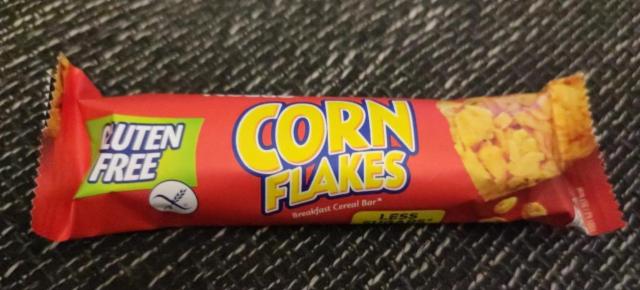 GLUTEN
FREE
CORN
FLAKES
Breakfast Cereal Bar*
LESS